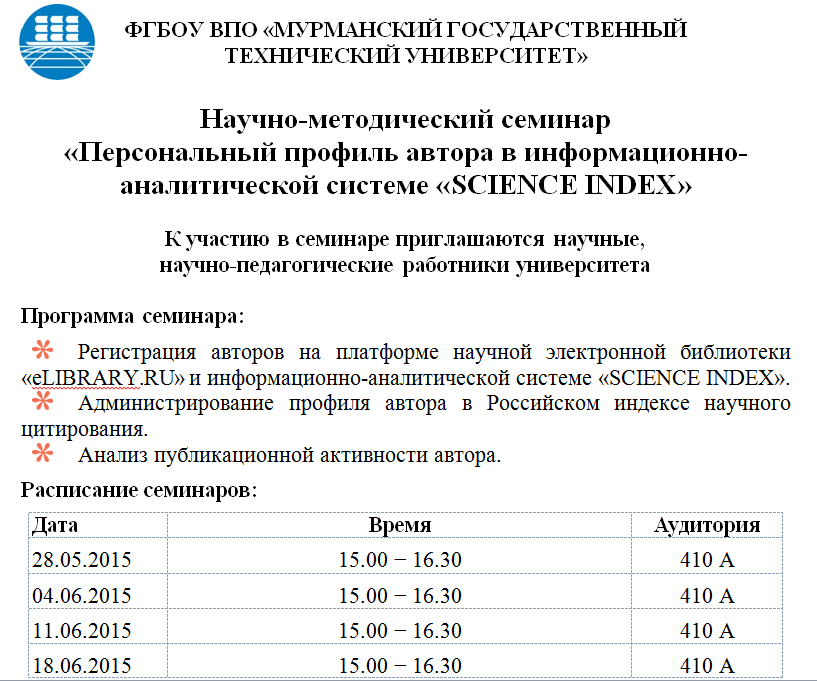 ФГБОУ ВПО «МУРМАНСКИЙ ГОСУДАРСТВЕННЫЙ
ТЕХНИЧЕСКИЙ УНИВЕРСИТЕТ»
Научно-методический семинар
«Персональный профиль автора в информационно-
аналитической системе «SCIENCE INDEX»
К участию в семинаре приглашаются научные,
научно-педагогические работники университета
Программа семинара:
Регистрация авторов на платформе научной электронной библиотеки
«eLIBRARY.RU» и информационно-аналитической системе «SCIENCE INDEX».
Администрирование профиля автора в Российском индексе научного
цитирования.
Анализ публикационной активности автора.
Расписание семинаров:
Дата Время Аудитория
28.05.2015 15.00 − 16.30 410 А
04.06.2015 15.00 − 16.30 410 А
11.06.2015 15.00 − 16.30 410 А
18.06.2015 15.00 − 16.30 410 А